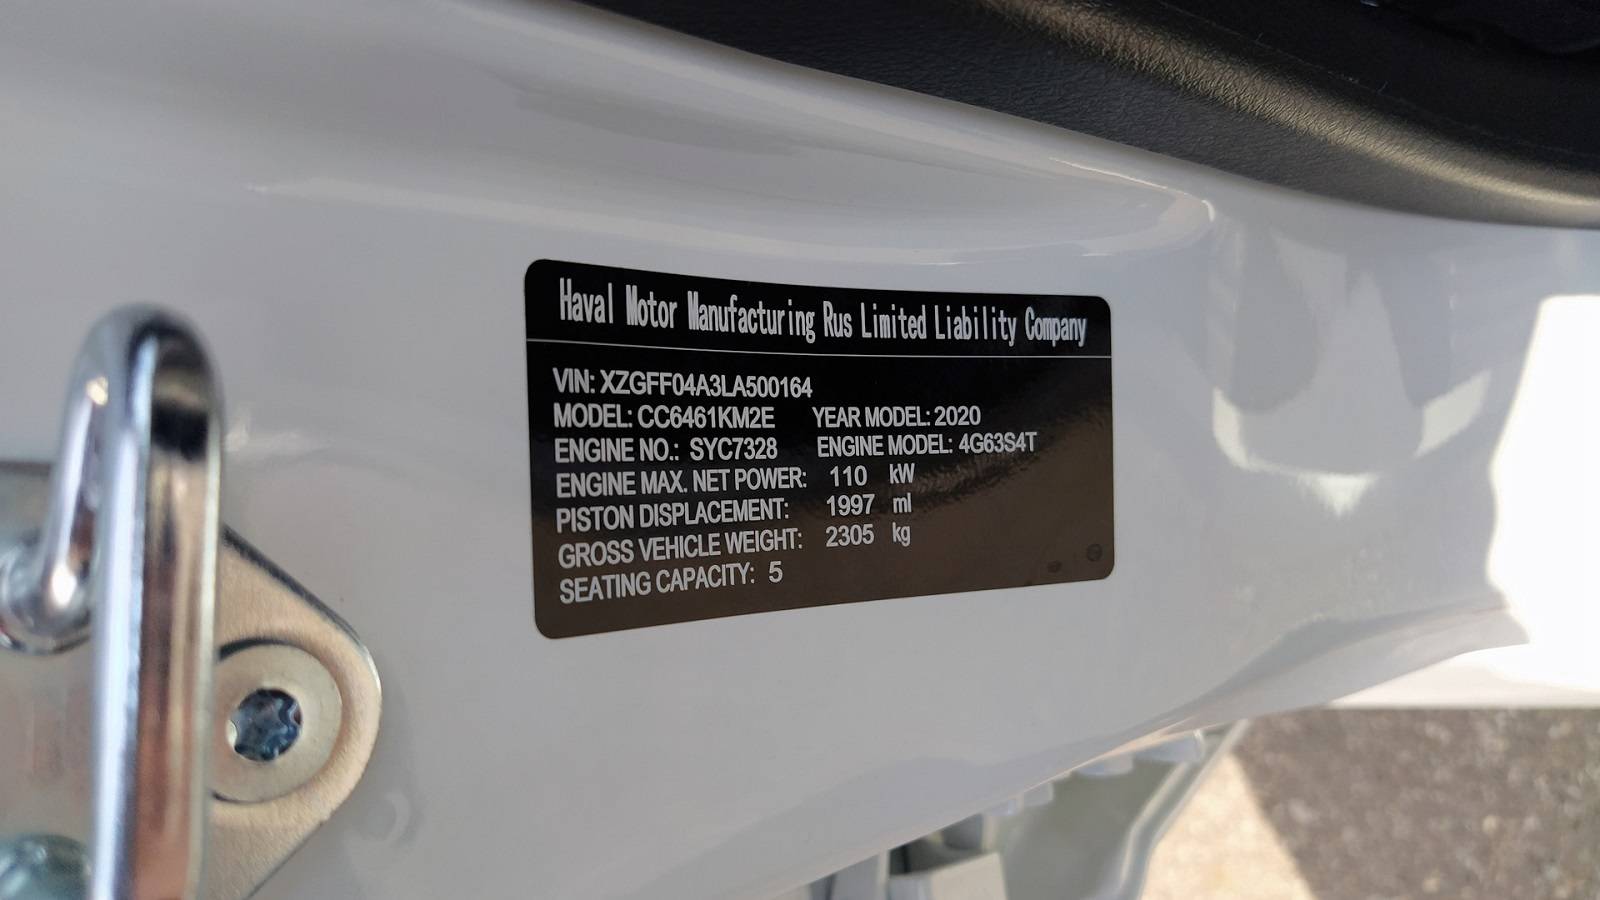 Haval Motor Manufacturing Rus Limited Liability Company
VIN: XZGFF04A3LA500164
MODEL: CC6461KM2E YEAR MODEL: 2020
ENGINE NO.: SYC7328 ENGINE MODEL: 4G63S4T
ENGINE MAX. NET POWER: 110 kW
PISTON DISPLACEMENT: 1997 ml
GROSS VEHICLE WEIGHT: 2305 kg
SEATING CAPACITY: 5